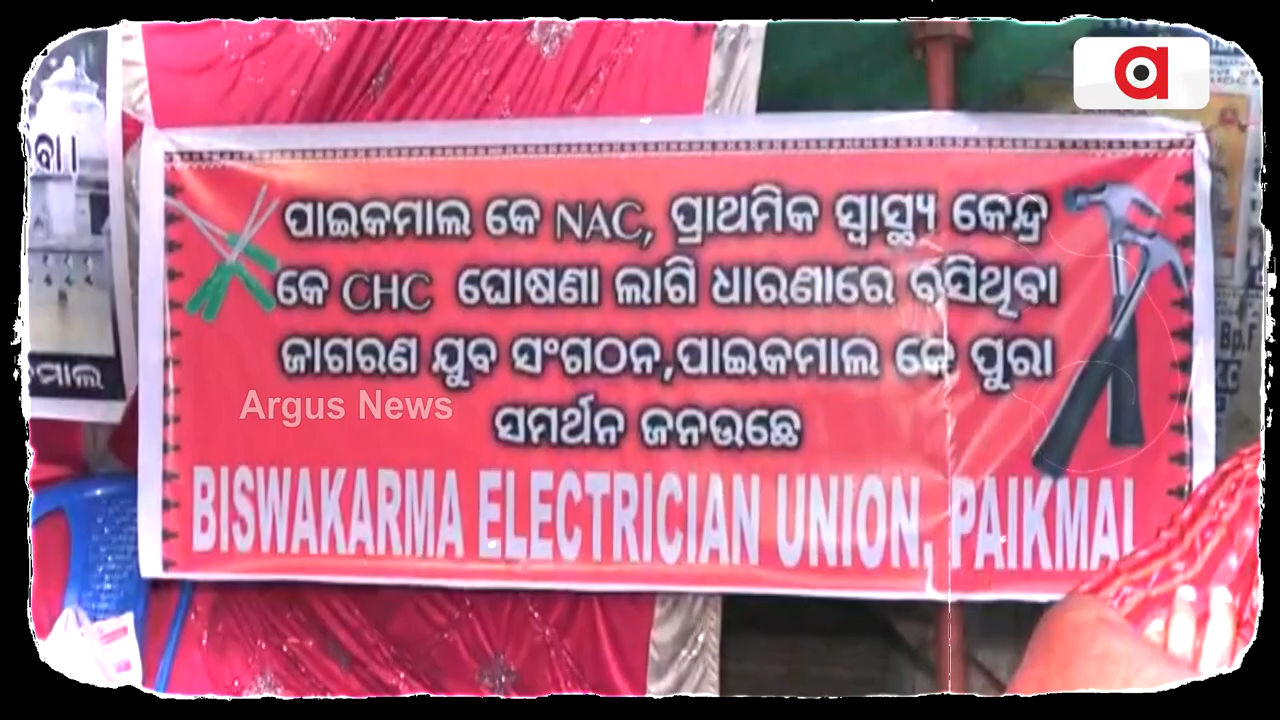 ପାଇକମାଲ କେ NAC, ପ୍ରାଥମିକ ସ୍ୱାସ୍ଥ୍ୟ କେନ୍ଦ୍ର
କେ CHC ଘୋଷଣା ଲାଗି ଧାରଣାରେ ବସିଥିବା
ଜାଗରଣ ଯୁବ ସଂଗଠନ,ପାଇକମାଲ କେ ପୁରା
ସମର୍ଥନ ଜନଉଛେ
BISWAKARMA ELECTRICIAN UNION, PAIKMAL
Argus News
a
Bp.F